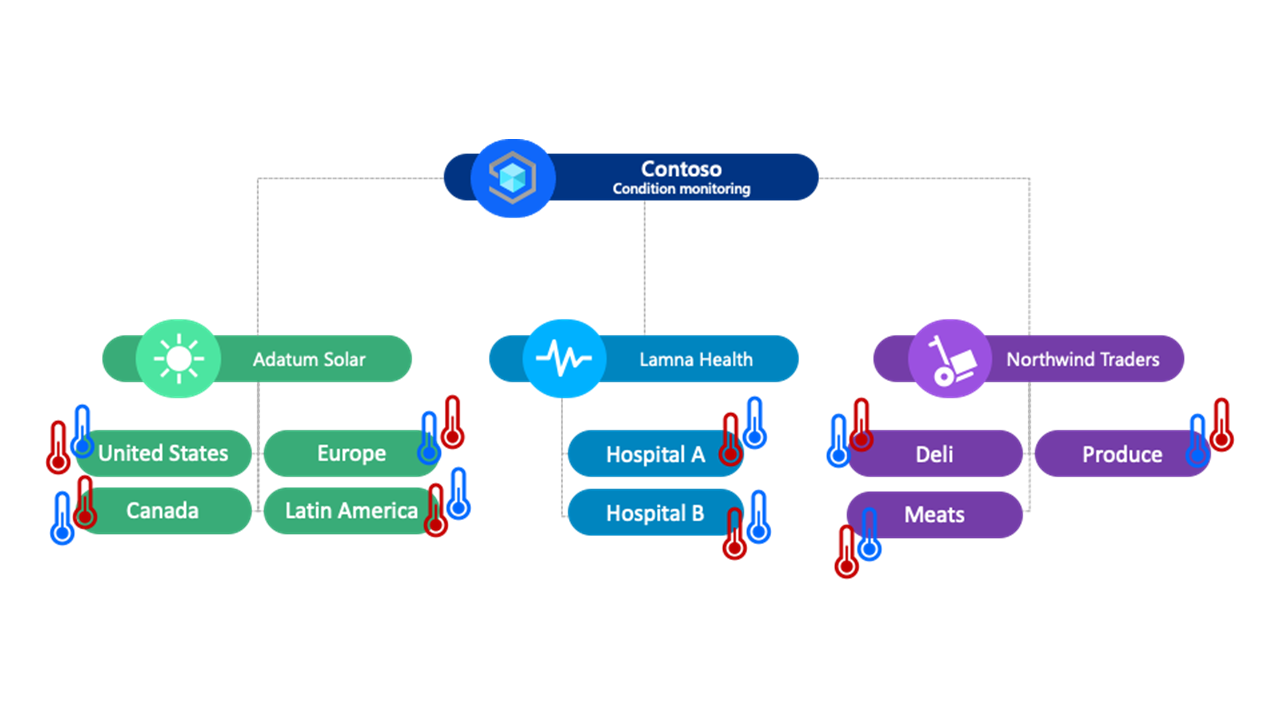 Contoso
Condition monitoring
Adatum Solar
Lamna Health
Northwind Traders
United States
Europe
Canada
Latin America
Hospital A
Hospital B
Deli
Produce
Meats